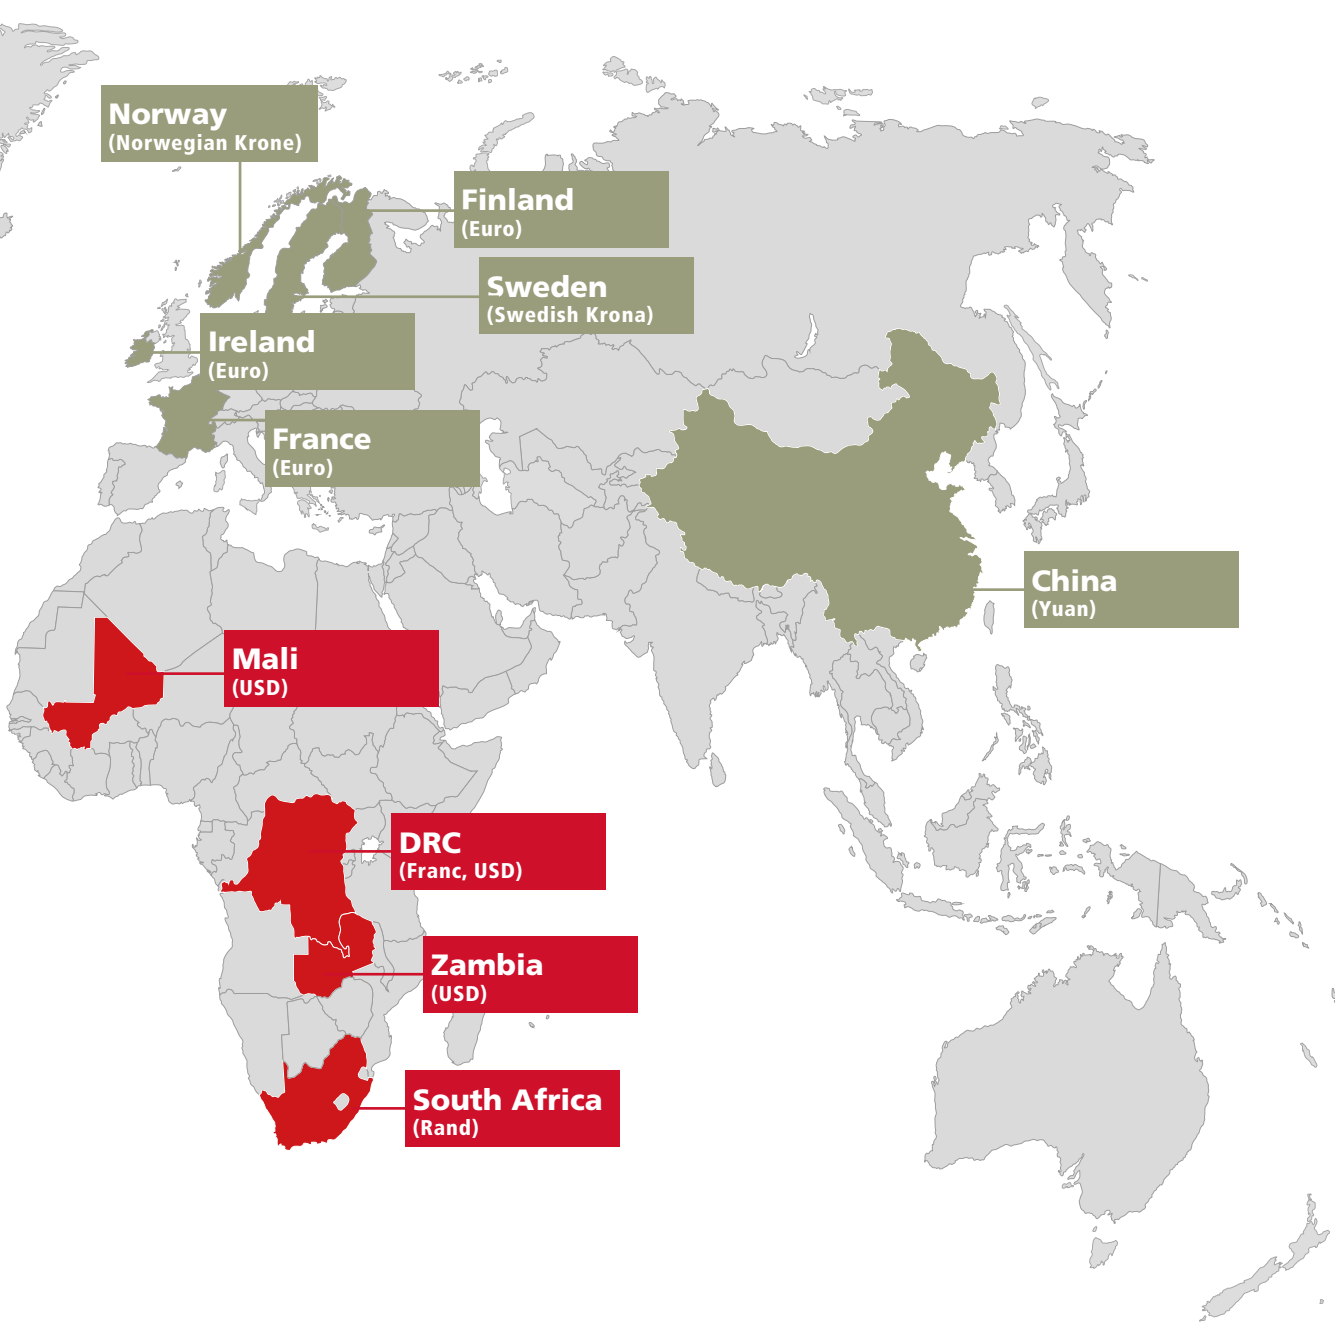 Norway
(Norwegian Krone)
Finland
(Euro)
Sweden
(Swedish Krona)
Ireland
(Euro)
France
(Euro)
China
(Yuan)
Mali
(USD)
DRC
(Franc, USD)
Zambia
(USD)
South Africa
(Rand)